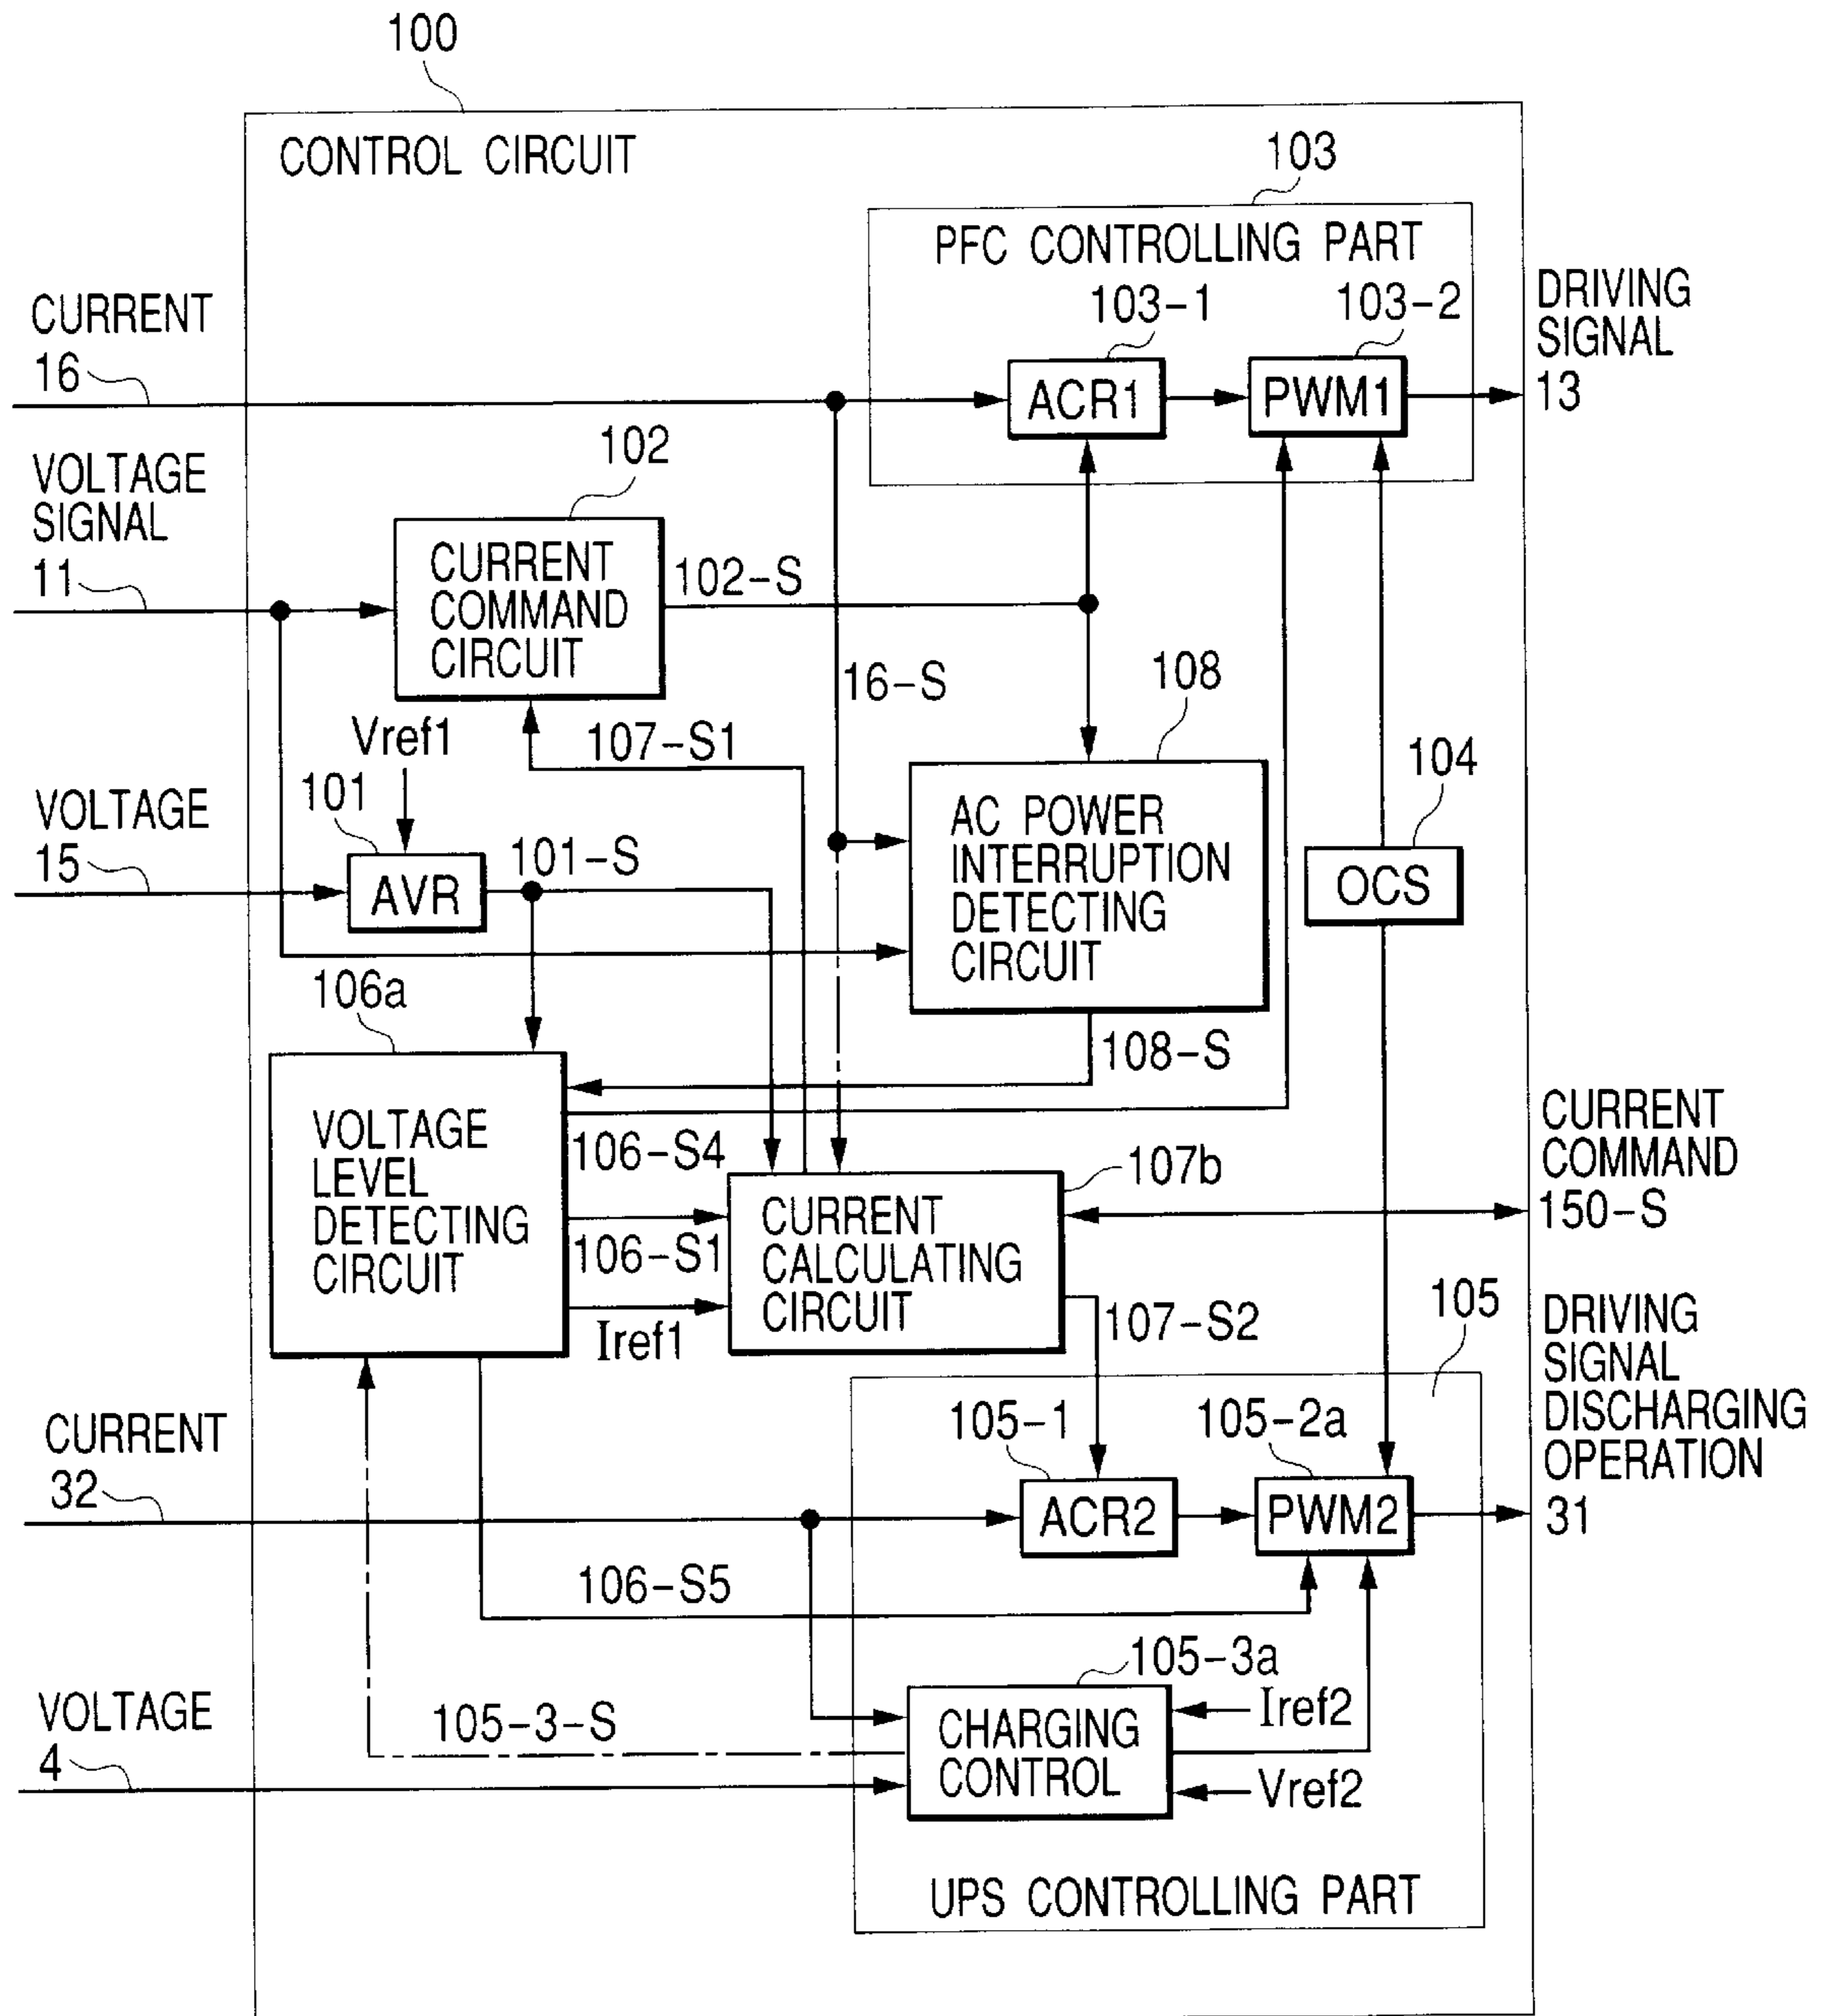 100
CONTROL CIRCUIT
103
PFC CONTROLLING PART
103-1
103-2
ACR1
PWM1
DRIVING
SIGNAL
13
CURRENT
16
VOLTAGE
SIGNAL
11
102
CURRENT
COMMAND
CIRCUIT
102-S
16-S
107-S1
108
AC POWER
INTERRUPTION
DETECTING
CIRCUIT
104
OCS
Vref1
VOLTAGE
15
101
AVR
101-S
106a
VOLTAGE
LEVEL
DETECTING
CIRCUIT
108-S
106-S4
106-S1
Iref1
107b
CURRENT
CALCULATING
CIRCUIT
107-S2
CURRENT
COMMAND
150-S
105
DRIVING
SIGNAL
DISCHARGING
OPERATION
31
CURRENT
32
105-1
105-2a
ACR2
PWM2
106-S5
105-3a
VOLTAGE
4
105-3-S
CHARGING
CONTROL
Iref2
Vref2
UPS CONTROLLING PART